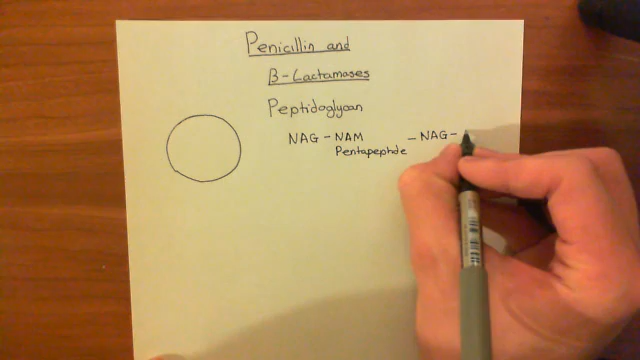 Penicillin and
β-Lactamases
Peptidoglycan
NAG - NAM - NAG -
Pentapeptide